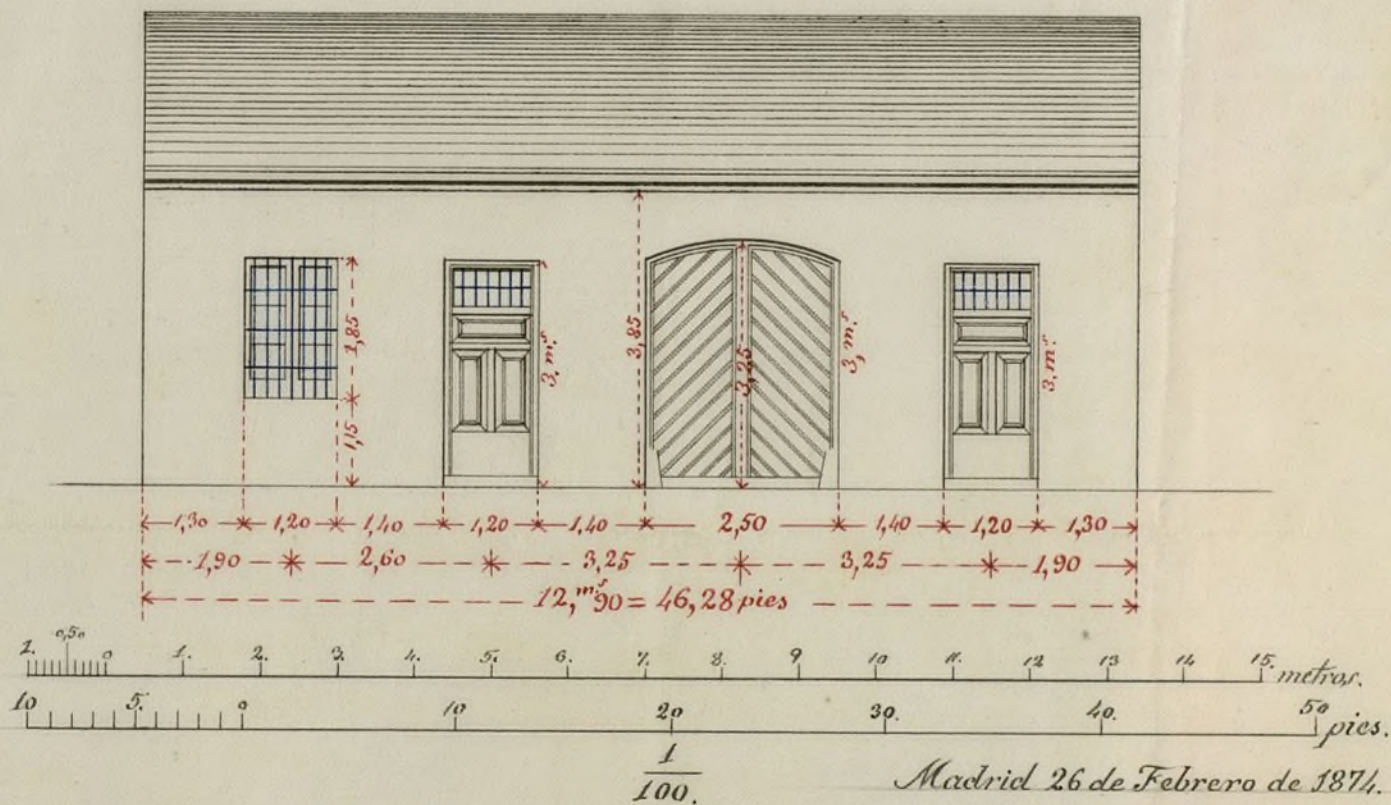 3,85
1,85
3, m.s
3,25
3, m.s
3, m.s
1,15
1,30 1,20 1,40 1,20 1,40 2,50 1,40 1,20 1,30
1,90 2,60 3,25 3,25 1,90
12,m.s90 = 46,28 pies
1. 0,50 0 1. 2. 3. 4. 5. 6. 7. 8. 9 10 11. 12 13 14 15. metros.
10 5. 0 10 20 30. 40. 50 pies.
1
100.
Madrid 26 de Febrero de 1874.